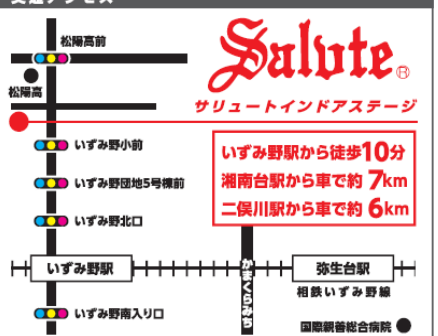 交通アクセス
松陽高前
松陽高
Salute®
サリュートインドアステージ
いずみ野小前
いずみ野駅から徒歩10分
湘南台駅から車で約7km
二俣川駅から車で約6km
いずみ野団地5号棟前
いずみ野北口
いずみ野駅
かまくらみち
弥生台駅
相鉄いずみ野線
いずみ野南入り口
国際親善総合病院